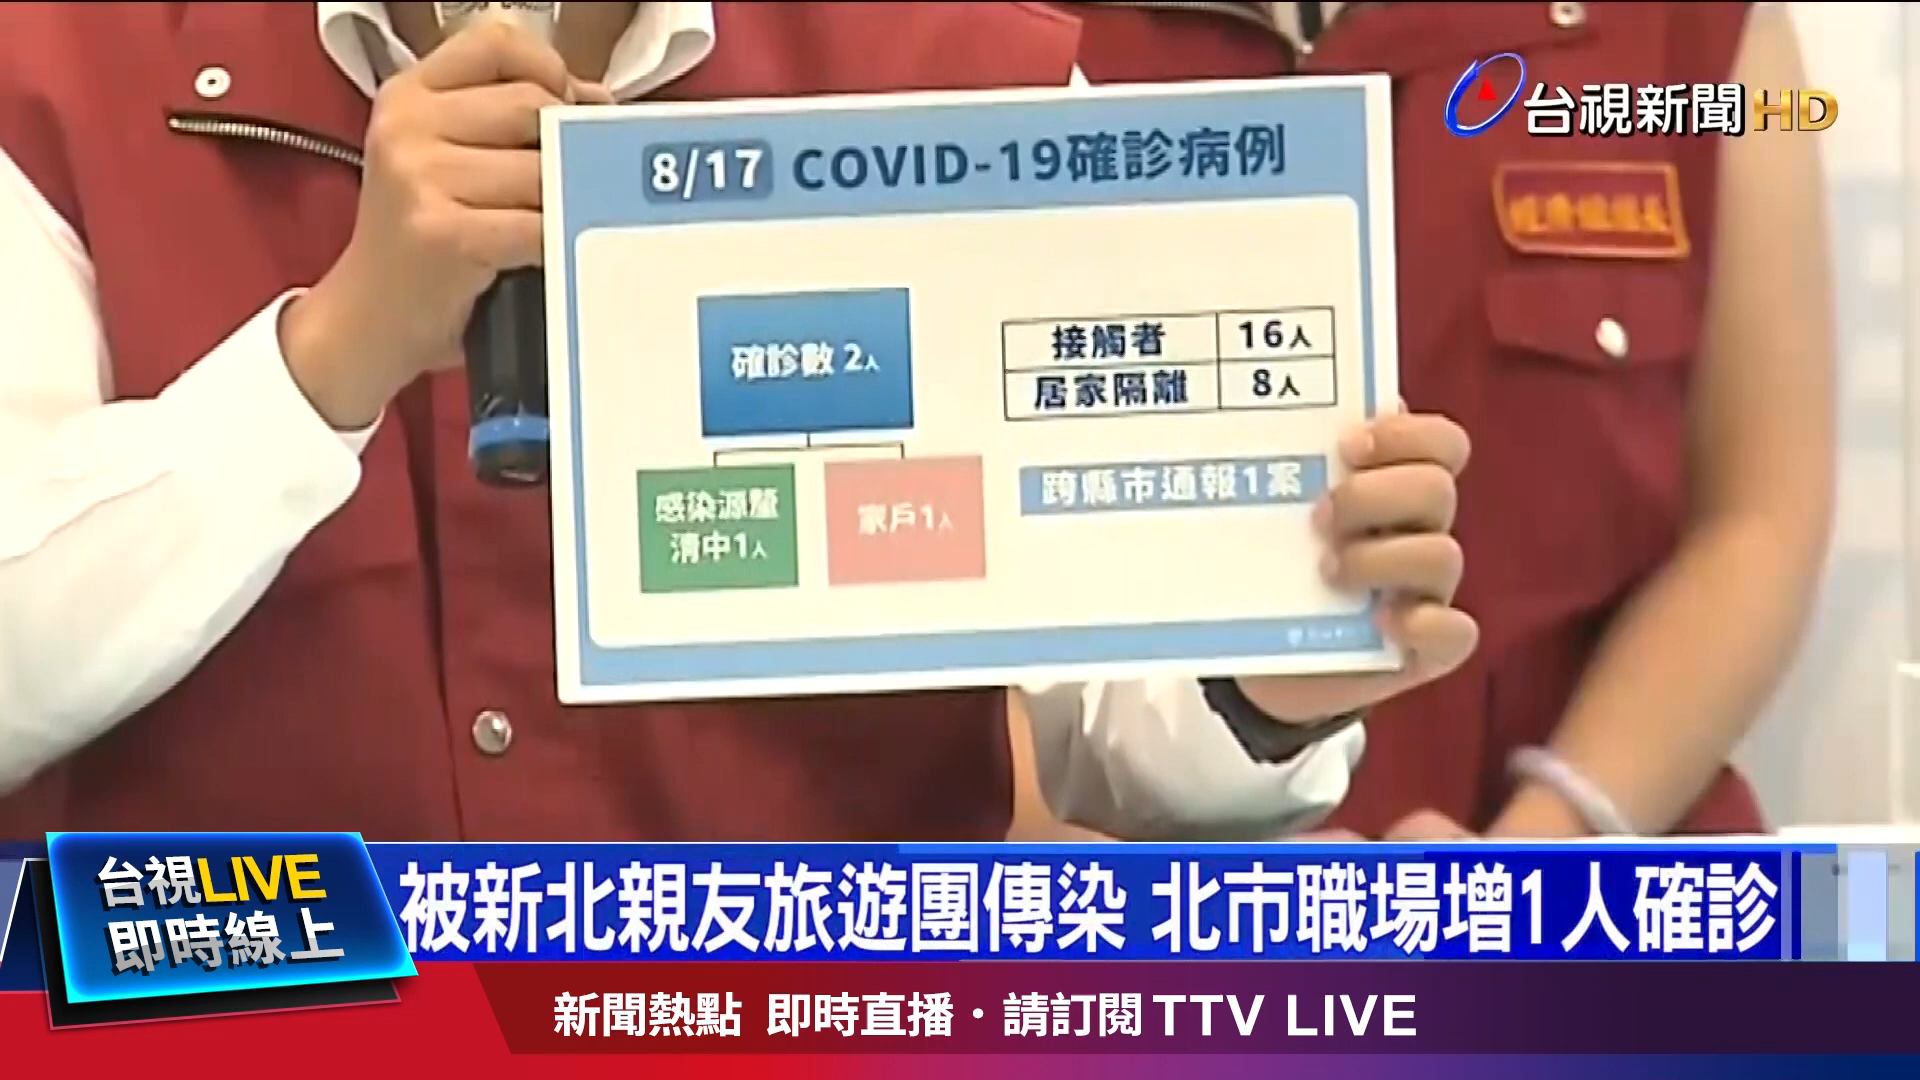 台視新聞HD
8/17 COVID-19確診病例
確診數 2人
接觸者 16人
居家隔離 8人
感染源釐
清中1人
家戶1人
跨縣市通報1案
台視LIVE
即時線上
被新北親友旅遊團傳染 北市職場增1人確診
新聞熱點 即時直播・請訂閱TTV LIVE